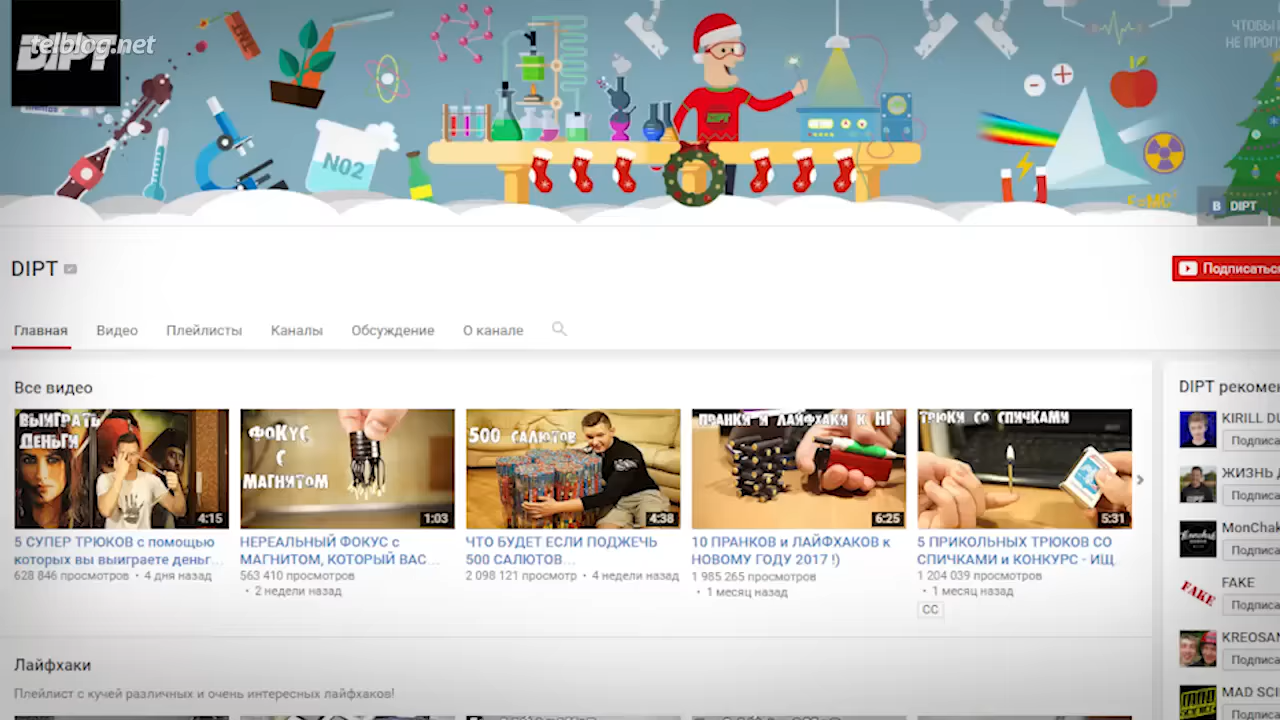 telblog.net
DIPT
ЧТОБЫ
НЕ ПРОП
NO2
DIPT
E=MC²
B DIPT
DIPT
Подписаться
Главная
Видео
Плейлисты
Каналы
Обсуждение
О канале
Все видео
DIPT рекомен
ВЫИГРАТЬ
ДЕНЬГИ
4:15
ФОКУС
С
МАГНИТОМ
1:03
500 САЛЮТОВ
4:38
ПРАНКИ И ЛАЙФХАКИ К НГ
6:25
ТРЮКИ СО СПИЧКАМИ
5:31
5 СУПЕР ТРЮКОВ с помощью
которых вы выиграете деньг...
628 846 просмотров • 4 дня назад
НЕРЕАЛЬНЫЙ ФОКУС с
МАГНИТОМ, КОТОРЫЙ ВАС...
563 410 просмотров
• 2 недели назад
ЧТО БУДЕТ ЕСЛИ ПОДЖЕЧЬ
500 САЛЮТОВ...
2 098 121 просмотр • 4 недели назад
10 ПРАНКОВ и ЛАЙФХАКОВ к
НОВОМУ ГОДУ 2017 !)
1 985 265 просмотров
• 1 месяц назад
5 ПРИКОЛЬНЫХ ТРЮКОВ СО
СПИЧКАМИ и КОНКУРС - ИЩ...
1 204 039 просмотров
• 1 месяц назад
CC
KIRILL D
Подписа
ЖИЗНЬ
Подписа
MonChak
Подписа
FAKE
FAKE
Подписа
KREOSAN
Подписа
MAD SCI
Подписа
Лайфхаки
Плейлист с кучей различных и очень интересных лайфхаков!